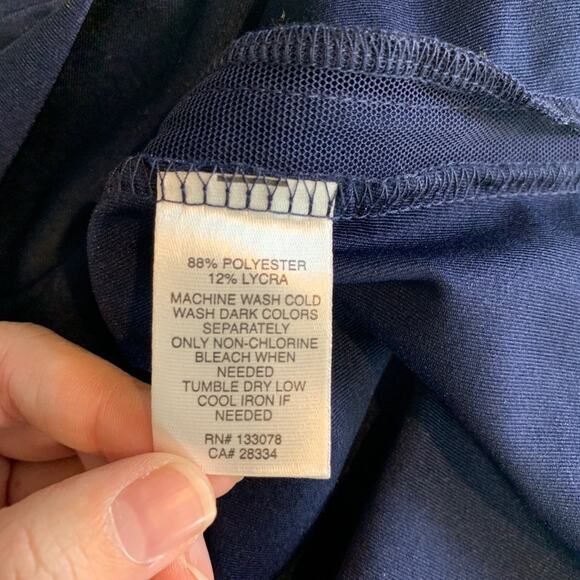 88% POLYESTER
12% LYCRA
MACHINE WASH COLD
WASH DARK COLORS
SEPARATELY
ONLY NON-CHLORINE
BLEACH WHEN
NEEDED
TUMBLE DRY LOW
COOL IRON IF
NEEDED
RN# 133078
CA# 28334